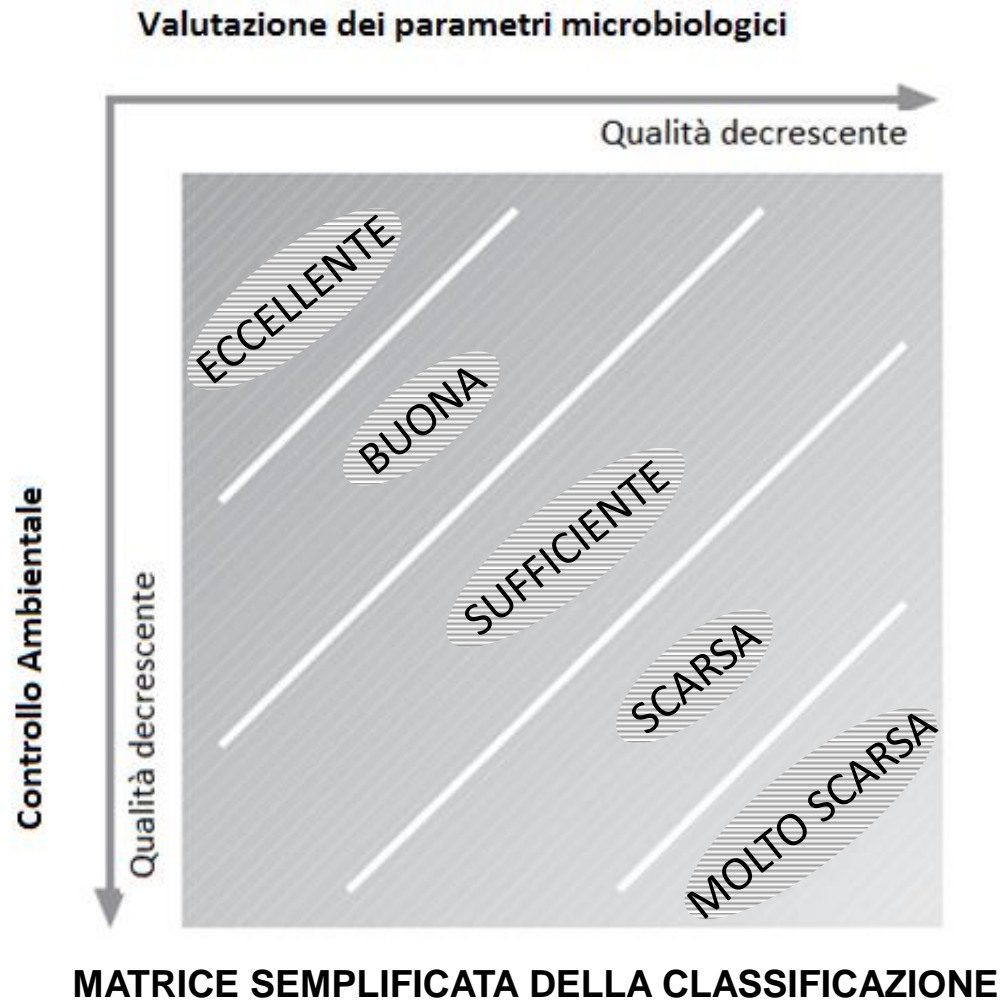 Valutazione dei parametri microbiologici
Qualità decrescente
Controllo Ambientale
Qualità decrescente
ECCELLENTE
BUONA
SUFFICIENTE
SCARSA
MOLTO SCARSA
MATRICE SEMPLIFICATA DELLA CLASSIFICAZIONE